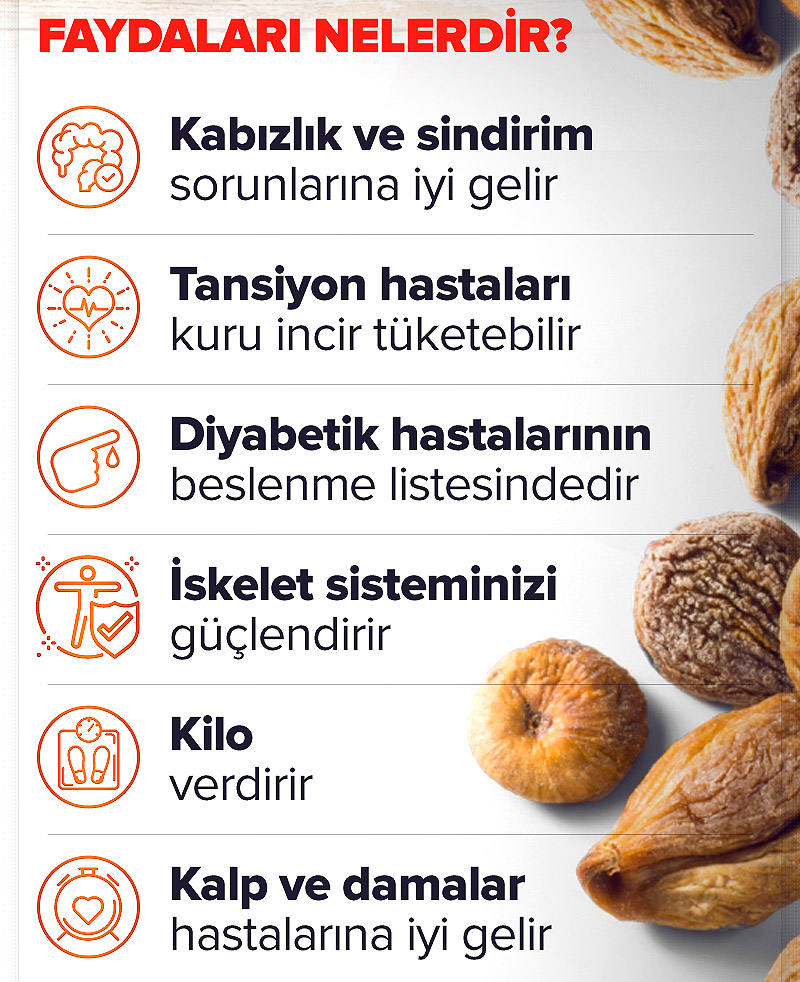 FAYDALARI NELERDİR?
Kabızlık ve sindirim
sorunlarına iyi gelir
Tansiyon hastaları
kuru incir tüketebilir
Diyabetik hastalarının
beslenme listesindedir
İskelet sisteminizi
güçlendirir
Kilo
verdirir
Kalp ve damalar
hastalarına iyi gelir